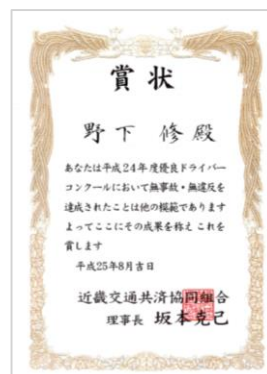 賞状
野下 修 殿
あなたは平成24年度優良ドライバー
コンクールにおいて無事故・無違反を
達成されたことは他の模範であります
よってここにその成果を称え これを
賞します
平成25年8月吉日
近畿交通共済協同組合
理事長 坂本克己